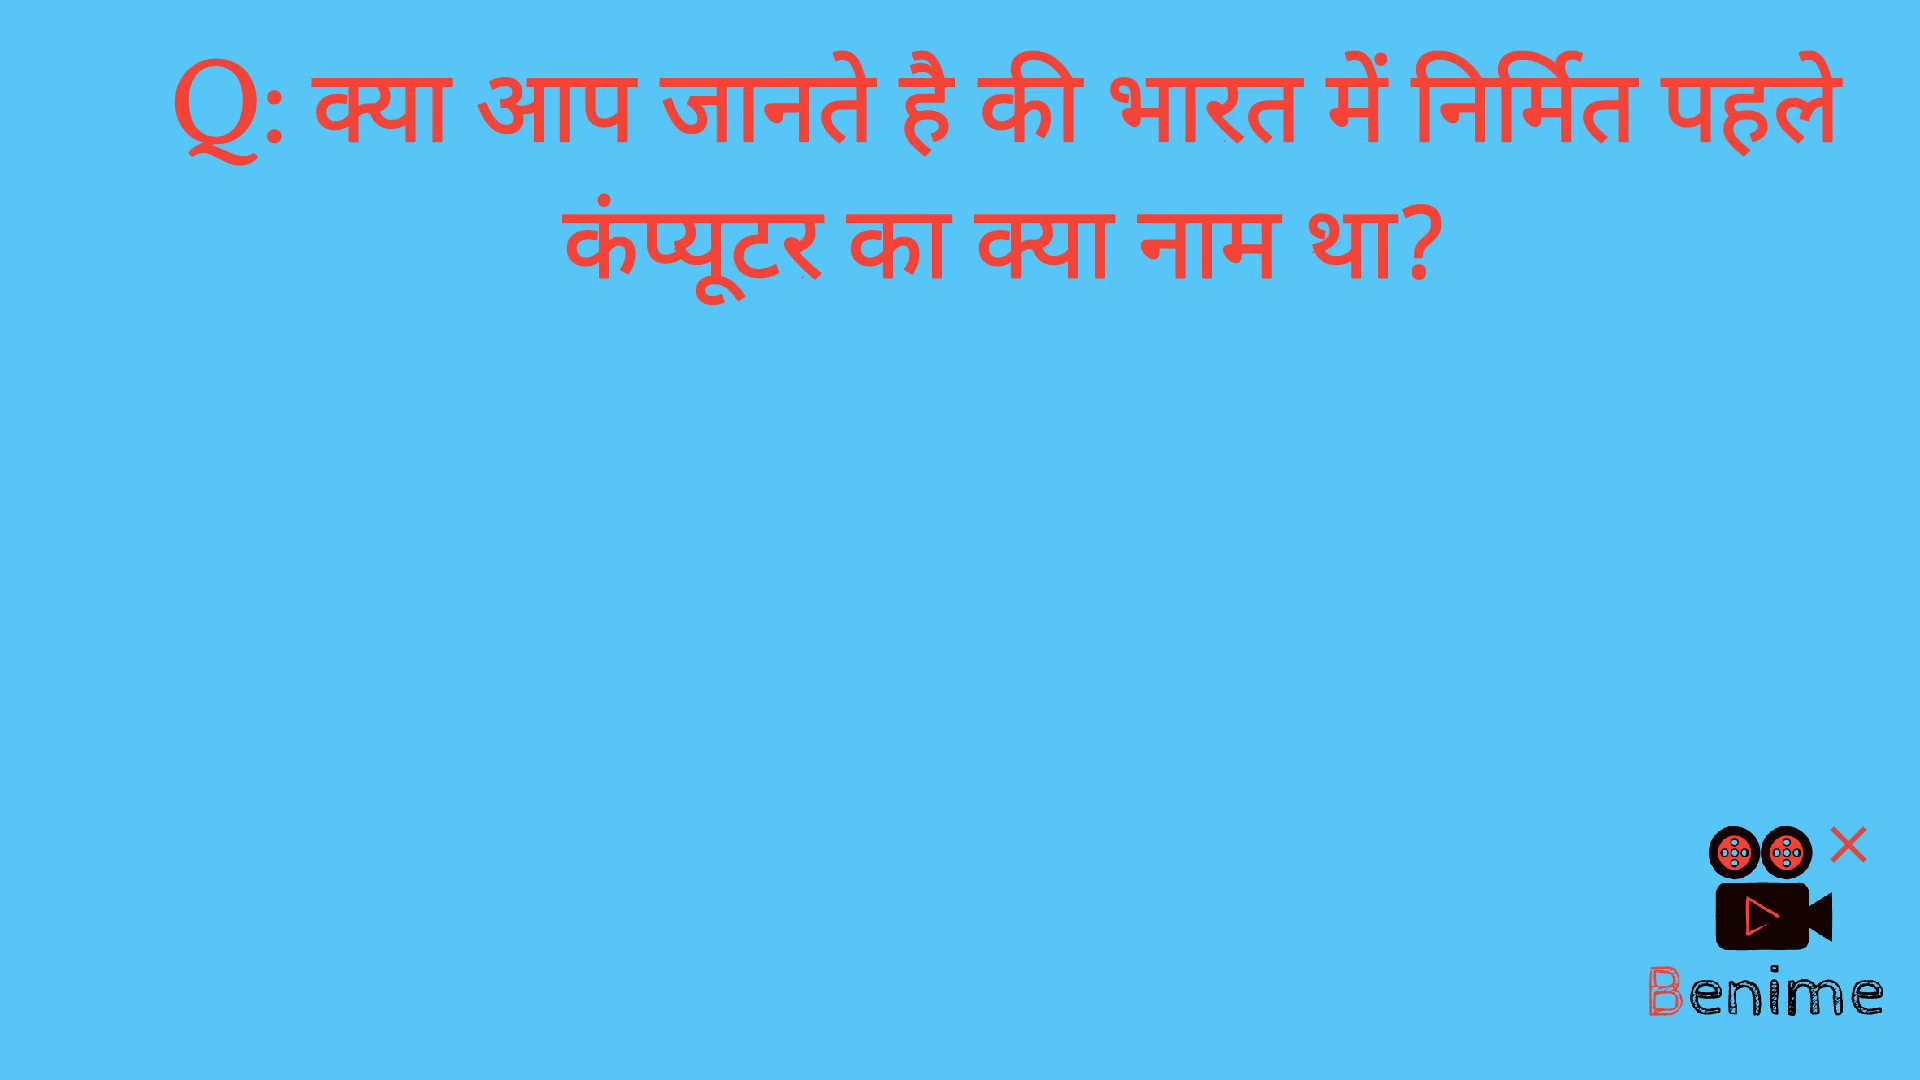 Q: क्या आप जानते है की भारत में निर्मित पहले
कंप्यूटर का क्या नाम था?
Benime